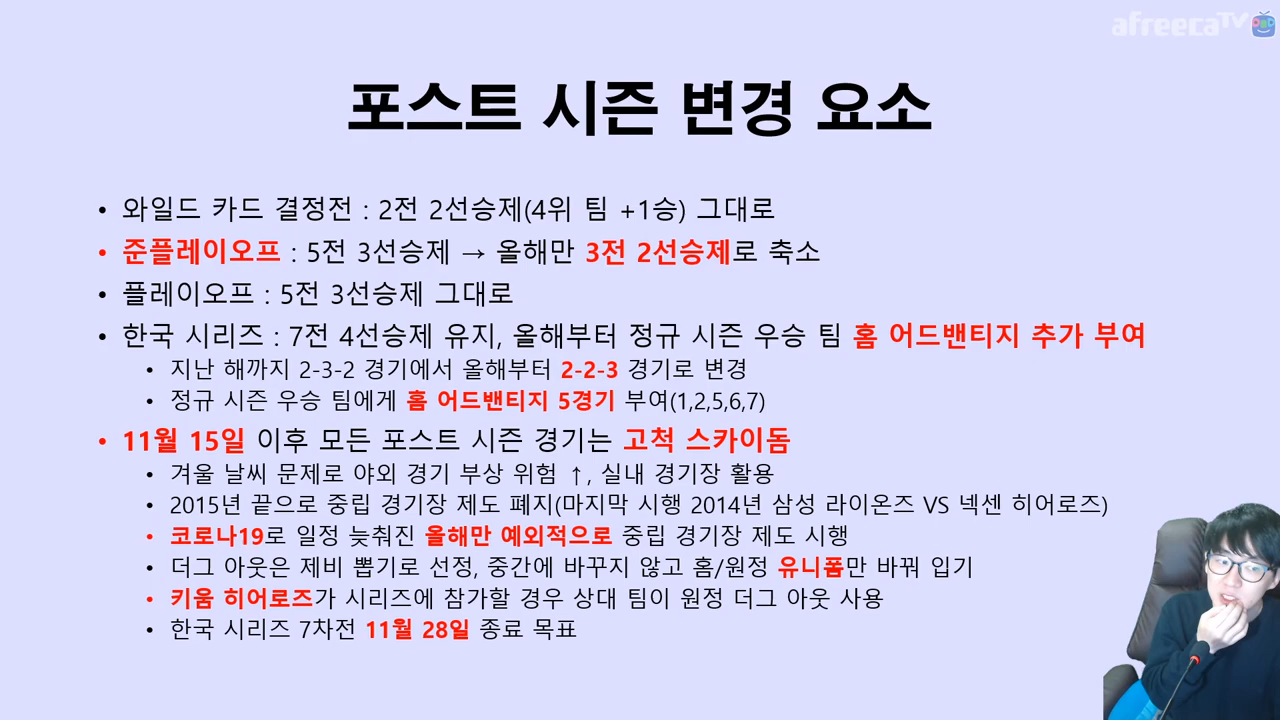 afreecaTV
포스트 시즌 변경 요소
• 와일드 카드 결정전 : 2전 2선승제(4위 팀 +1승) 그대로
• 준플레이오프 : 5전 3선승제 → 올해만 3전 2선승제로 축소
• 플레이오프 : 5전 3선승제 그대로
• 한국 시리즈 : 7전 4선승제 유지, 올해부터 정규 시즌 우승 팀 홈 어드밴티지 추가 부여
• 지난 해까지 2-3-2 경기에서 올해부터 2-2-3 경기로 변경
• 정규 시즌 우승 팀에게 홈 어드밴티지 5경기 부여(1,2,5,6,7)
• 11월 15일 이후 모든 포스트 시즌 경기는 고척 스카이돔
• 겨울 날씨 문제로 야외 경기 부상 위험 ↑, 실내 경기장 활용
• 2015년 끝으로 중립 경기장 제도 폐지(마지막 시행 2014년 삼성 라이온즈 VS 넥센 히어로즈)
• 코로나19로 일정 늦춰진 올해만 예외적으로 중립 경기장 제도 시행
• 더그 아웃은 제비 뽑기로 선정, 중간에 바꾸지 않고 홈/원정 유니폼만 바꿔 입기
• 키움 히어로즈가 시리즈에 참가할 경우 상대 팀이 원정 더그 아웃 사용
• 한국 시리즈 7차전 11월 28일 종료 목표